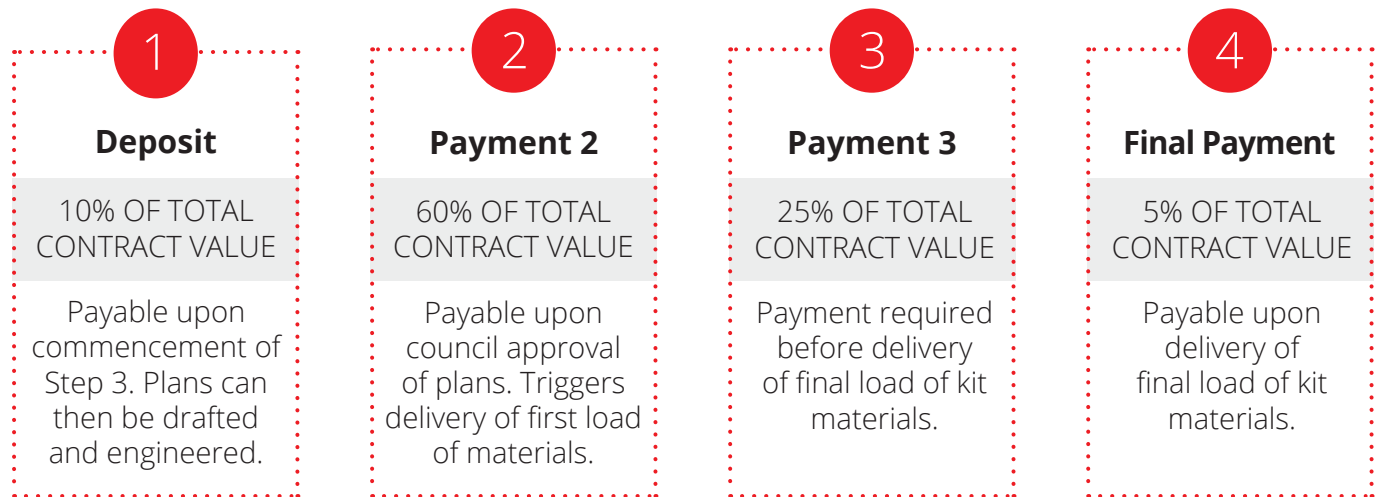 1
Deposit
10% OF TOTAL
CONTRACT VALUE
Payable upon
commencement of
Step 3. Plans can
then be drafted
and engineered.
2
Payment 2
60% OF TOTAL
CONTRACT VALUE
Payable upon
council approval
of plans. Triggers
delivery of first load
of materials.
3
Payment 3
25% OF TOTAL
CONTRACT VALUE
Payment required
before delivery
of final load of kit
materials.
4
Final Payment
5% OF TOTAL
CONTRACT VALUE
Payable upon
delivery of
final load of kit
materials.